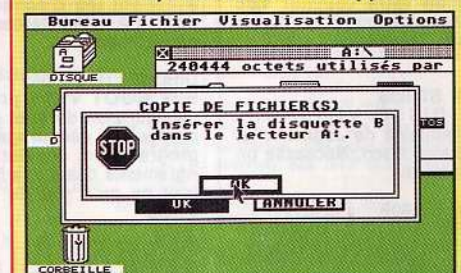 Bureau Fichier Visualisation Options
DISQUE
A:\
240444 octets utilisés par
COPIE DE FICHIER(S)
Insérer la disquette B
dans le lecteur A:.
STOP
OK
OK
ANNULER
TOS
D
CORBEILLE